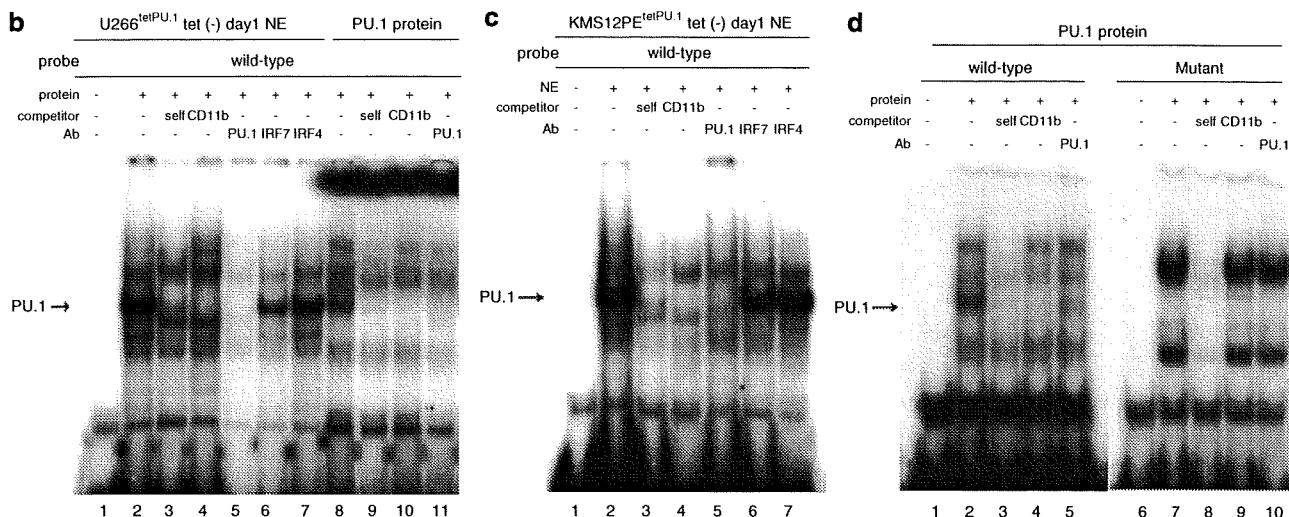 b
U266tetPU.1 tet (-) day1 NE PU.1 protein
probe wild-type
protein - + + + + + + + + + +
competitor - - self CD11b - - - - self CD11b -
Ab - - - - PU.1 IRF7 IRF4 - - - PU.1
PU.1
1 2 3 4 5 6 7 8 9 10 11
c
KMS12PEtetPU.1 tet (-) day1 NE
probe wild-type
NE - + + + + + +
competitor - - self CD11b - - -
Ab - - - - PU.1 IRF7 IRF4
PU.1
1 2 3 4 5 6 7
d
PU.1 protein
wild-type Mutant
protein - + + + + - + + + +
competitor - - self CD11b - - - self CD11b -
Ab - - - - PU.1 - - - - PU.1
PU.1
1 2 3 4 5 6 7 8 9 10